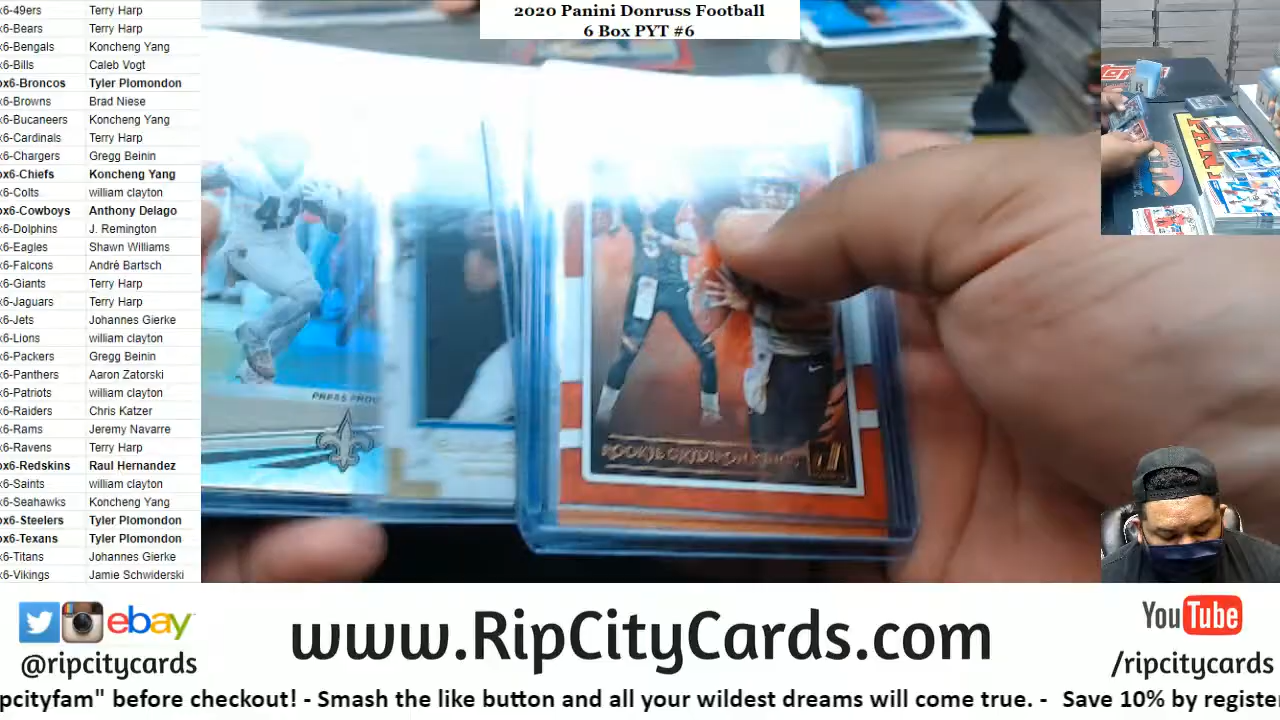 2020 Panini Donruss Football
6 Box PYT #6
x6-49ers Terry Harp
x6-Bears Terry Harp
x6-Bengals Koncheng Yang
x6-Bills Caleb Vogt
ox6-Broncos Tyler Plomondon
x6-Browns Brad Niese
x6-Bucaneers Koncheng Yang
x6-Cardinals Terry Harp
x6-Chargers Gregg Beinin
ox6-Chiefs Koncheng Yang
x6-Colts william clayton
ox6-Cowboys Anthony Delago
x6-Dolphins J. Remington
x6-Eagles Shawn Williams
x6-Falcons Andrè Bartsch
x6-Giants Terry Harp
x6-Jaguars Terry Harp
x6-Jets Johannes Gierke
x6-Lions william clayton
x6-Packers Gregg Beinin
x6-Panthers Aaron Zatorski
x6-Patriots william clayton
x6-Raiders Chris Katzer
x6-Rams Jeremy Navarre
x6-Ravens Terry Harp
ox6-Redskins Raul Hernandez
x6-Saints william clayton
x6-Seahawks Koncheng Yang
ox6-Steelers Tyler Plomondon
ox6-Texans Tyler Plomondon
x6-Titans Johannes Gierke
x6-Vikings Jamie Schwiderski
41
PRESS PROO
9
ROOKIE GRIDIRON KINGS
PANI
ebay
@ripcitycards
www.RipCityCards.com
YouTube
/ripcitycards
pcityfam" before checkout! - Smash the like button and all your wildest dreams will come true. - Save 10% by register